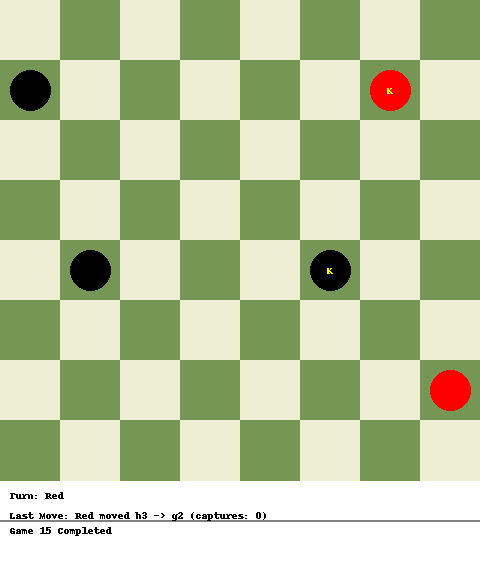 K
K
Turn: Red
Last Move: Red moved h3 -> g2 (captures: 0)
Game 15 Completed